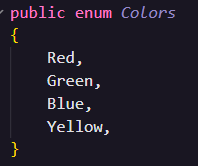 public enum Colors
{
    Red,
    Green,
    Blue,
    Yellow,
}